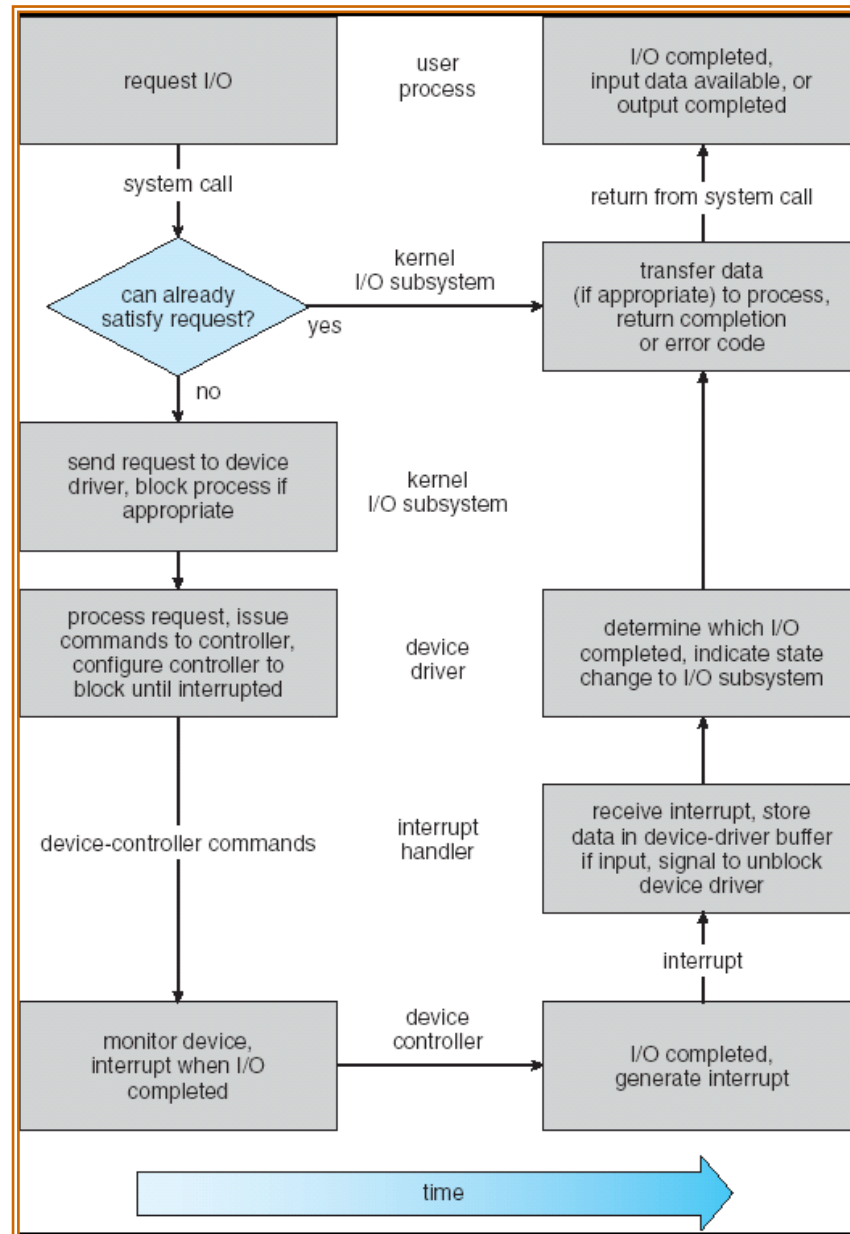 request I/O
user
process
I/O completed,
input data available, or
output completed
system call
return from system call
can already
satisfy request?
yes
no
kernel
I/O subsystem
transfer data
(if appropriate) to process,
return completion
or error code
send request to device
driver, block process if
appropriate
kernel
I/O subsystem
process request, issue
commands to controller,
configure controller to
block until interrupted
device
driver
determine which I/O
completed, indicate state
change to I/O subsystem
device-controller commands
interrupt
handler
receive interrupt, store
data in device-driver buffer
if input, signal to unblock
device driver
interrupt
monitor device,
interrupt when I/O
completed
device
controller
I/O completed,
generate interrupt
time